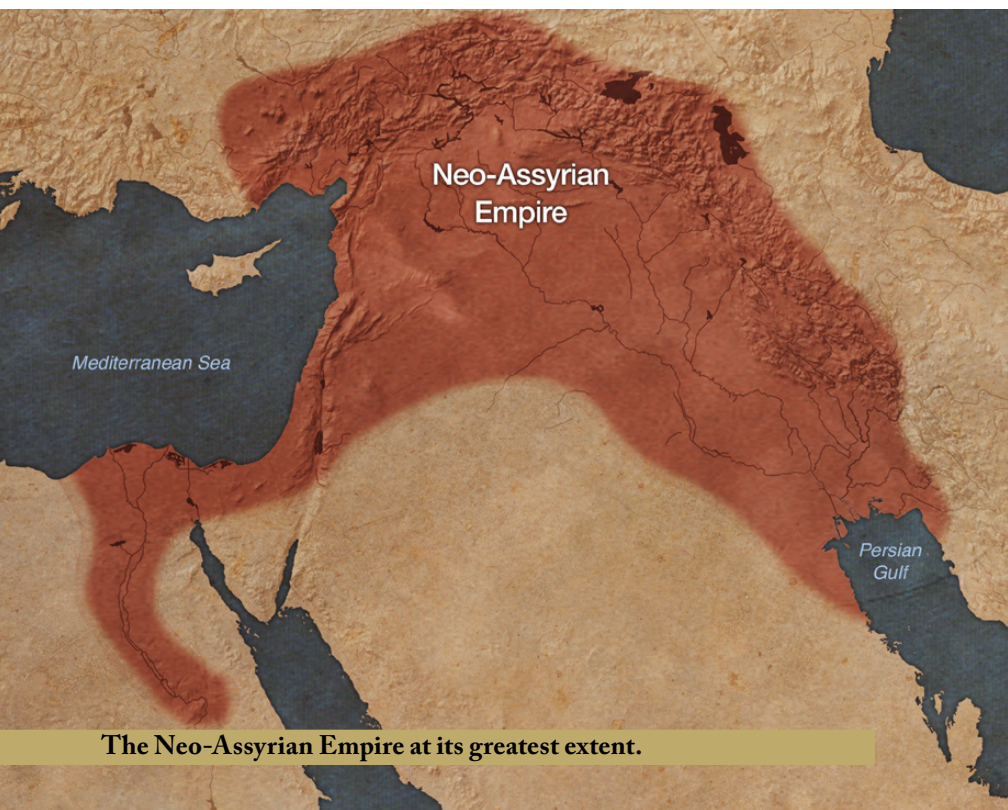 Neo-Assyrian
Empire
Mediterranean Sea
Persian
Gulf
The Neo-Assyrian Empire at its greatest extent.